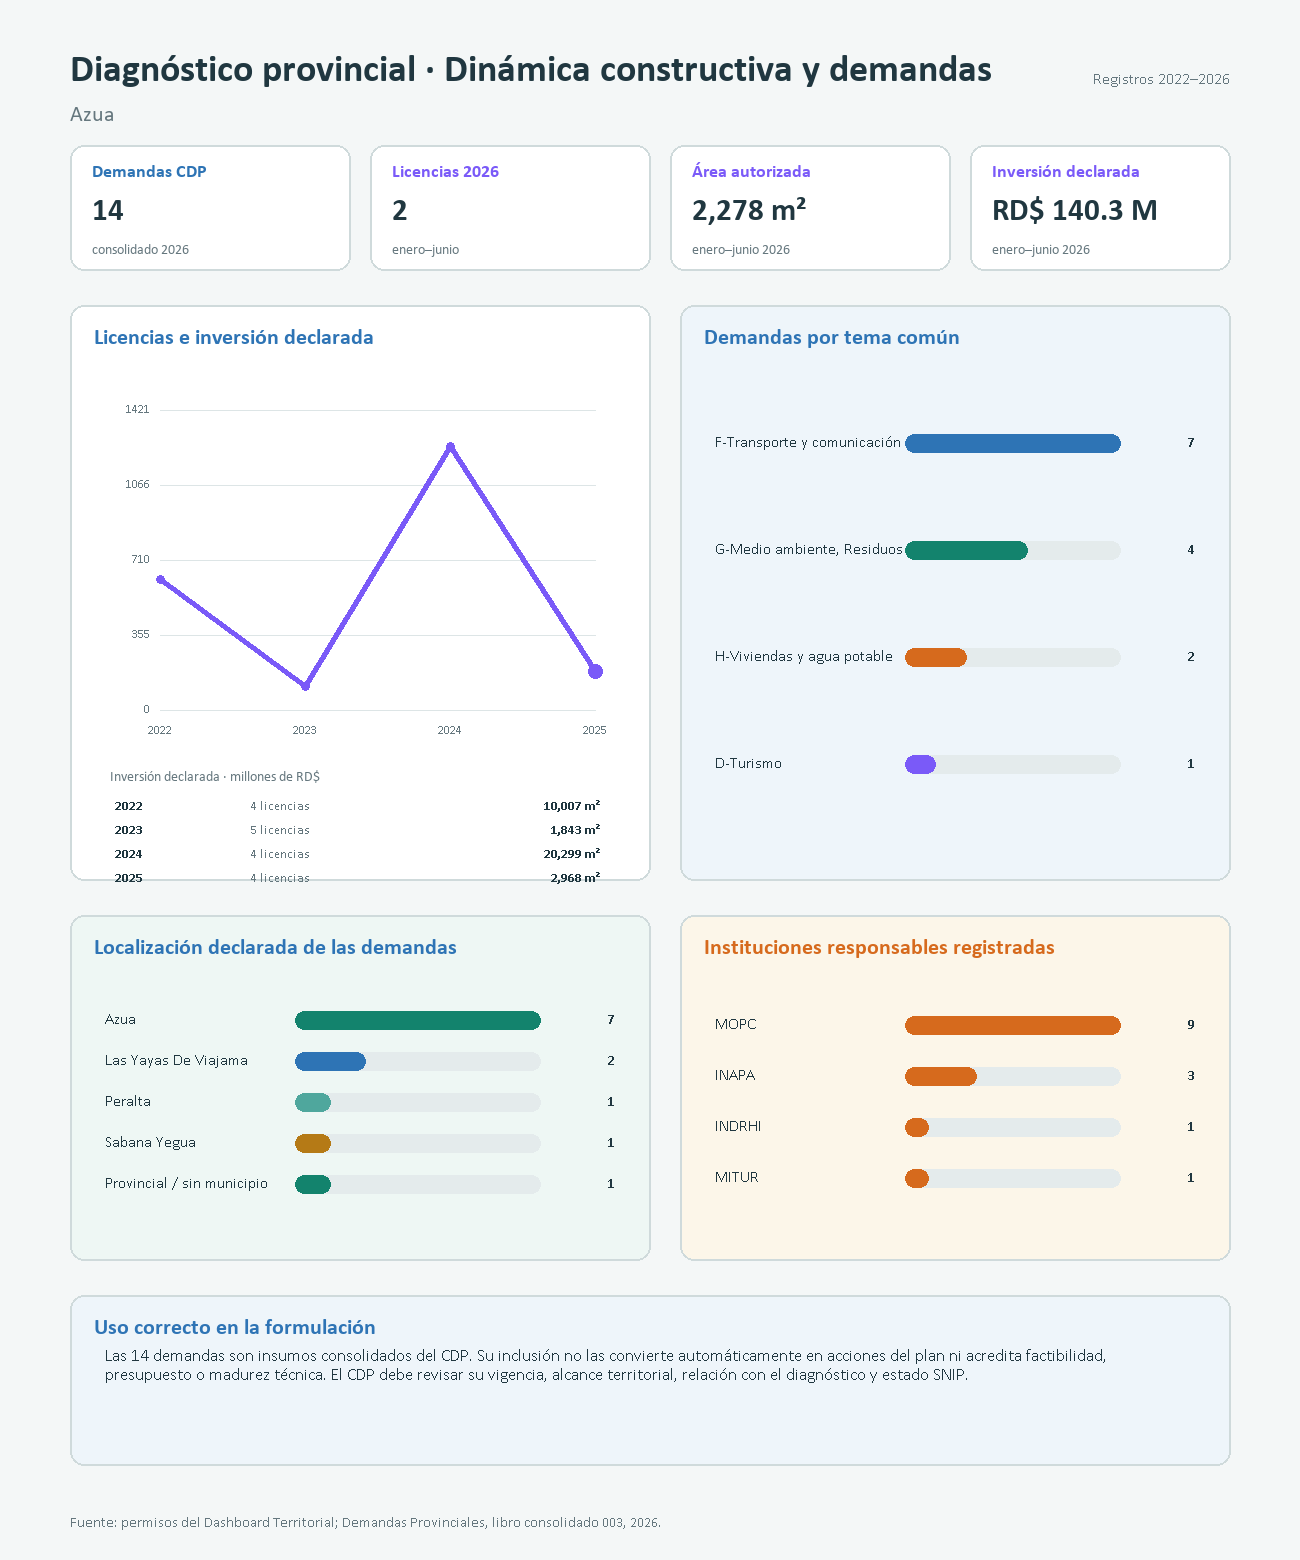 Diagnóstico provincial · Dinámica constructiva y demandas
Registros 2022–2026
Azua
Demandas CDP
14
consolidado 2026
Licencias 2026
2
enero–junio
Área autorizada
2,278 m²
enero–junio 2026
Inversión declarada
RD$ 140.3 M
enero–junio 2026
Licencias e inversión declarada
1421
1066
710
355
0
2022 2023 2024 2025
Inversión declarada · millones de RD$
2022 4 licencias 10,007 m²
2023 5 licencias 1,843 m²
2024 4 licencias 20,299 m²
2025 4 licencias 2,968 m²
Demandas por tema común
F-Transporte y comunicación 7
G-Medio ambiente, Residuos 4
H-Viviendas y agua potable 2
D-Turismo 1
Localización declarada de las demandas
Azua 7
Las Yayas De Viajama 2
Peralta 1
Sabana Yegua 1
Provincial / sin municipio 1
Instituciones responsables registradas
MOPC 9
INAPA 3
INDRHI 1
MITUR 1
Uso correcto en la formulación
Las 14 demandas son insumos consolidados del CDP. Su inclusión no las convierte automáticamente en acciones del plan ni acredita factibilidad,
presupuesto o madurez técnica. El CDP debe revisar su vigencia, alcance territorial, relación con el diagnóstico y estado SNIP.
Fuente: permisos del Dashboard Territorial; Demandas Provinciales, libro consolidado 003, 2026.